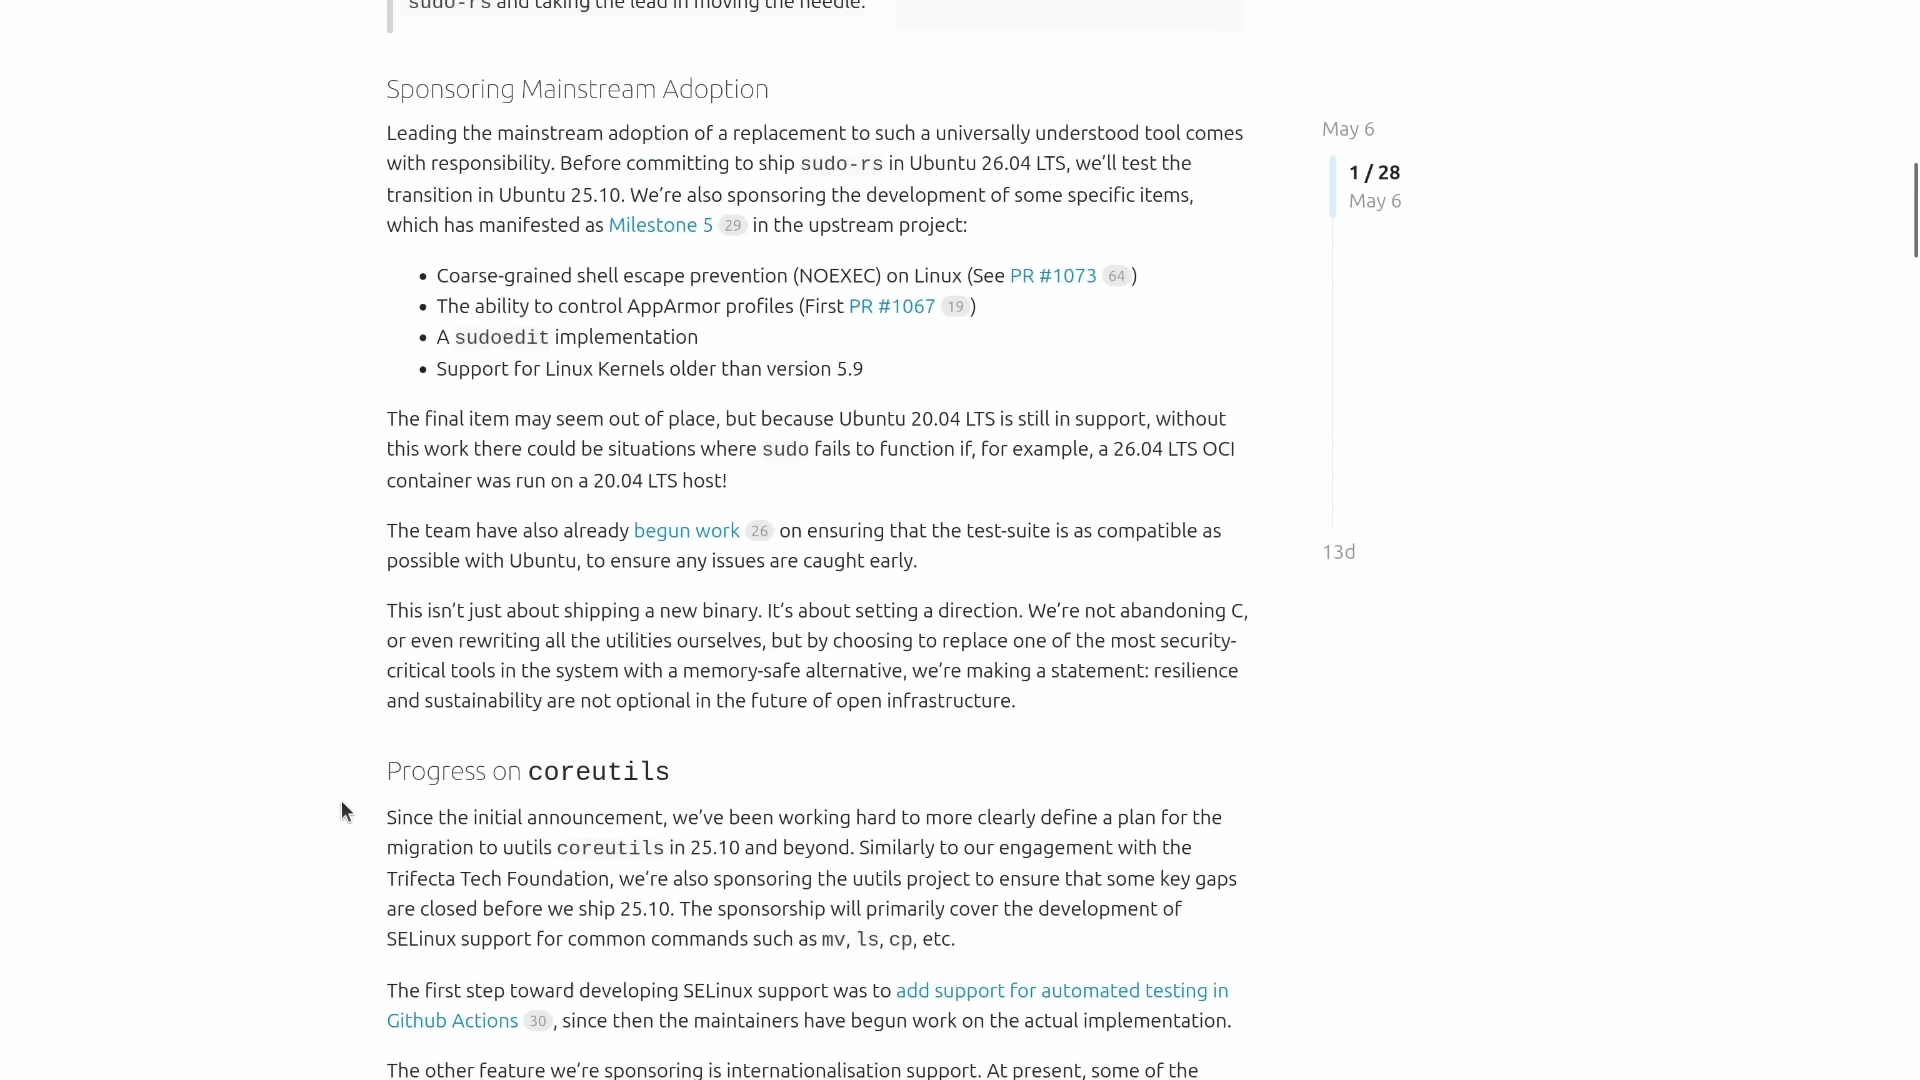 sudo-rs and taking the lead in moving the needle.
Sponsoring Mainstream Adoption
Leading the mainstream adoption of a replacement to such a universally understood tool comes
with responsibility. Before committing to ship sudo-rs in Ubuntu 26.04 LTS, we’ll test the
transition in Ubuntu 25.10. We’re also sponsoring the development of some specific items,
which has manifested as Milestone 5 29 in the upstream project:
• Coarse-grained shell escape prevention (NOEXEC) on Linux (See PR #1073 64 )
• The ability to control AppArmor profiles (First PR #1067 19 )
• A sudoedit implementation
• Support for Linux Kernels older than version 5.9
The final item may seem out of place, but because Ubuntu 20.04 LTS is still in support, without
this work there could be situations where sudo fails to function if, for example, a 26.04 LTS OCI
container was run on a 20.04 LTS host!
The team have also already begun work 26 on ensuring that the test-suite is as compatible as
possible with Ubuntu, to ensure any issues are caught early.
This isn’t just about shipping a new binary. It’s about setting a direction. We’re not abandoning C,
or even rewriting all the utilities ourselves, but by choosing to replace one of the most security-
critical tools in the system with a memory-safe alternative, we’re making a statement: resilience
and sustainability are not optional in the future of open infrastructure.
Progress on coreutils
Since the initial announcement, we’ve been working hard to more clearly define a plan for the
migration to uutils coreutils in 25.10 and beyond. Similarly to our engagement with the
Trifecta Tech Foundation, we’re also sponsoring the uutils project to ensure that some key gaps
are closed before we ship 25.10. The sponsorship will primarily cover the development of
SELinux support for common commands such as mv, ls, cp, etc.
The first step toward developing SELinux support was to add support for automated testing in
Github Actions 30 , since then the maintainers have begun work on the actual implementation.
The other feature we’re sponsoring is internationalisation support. At present, some of the
May 6
1 / 28
May 6
13d